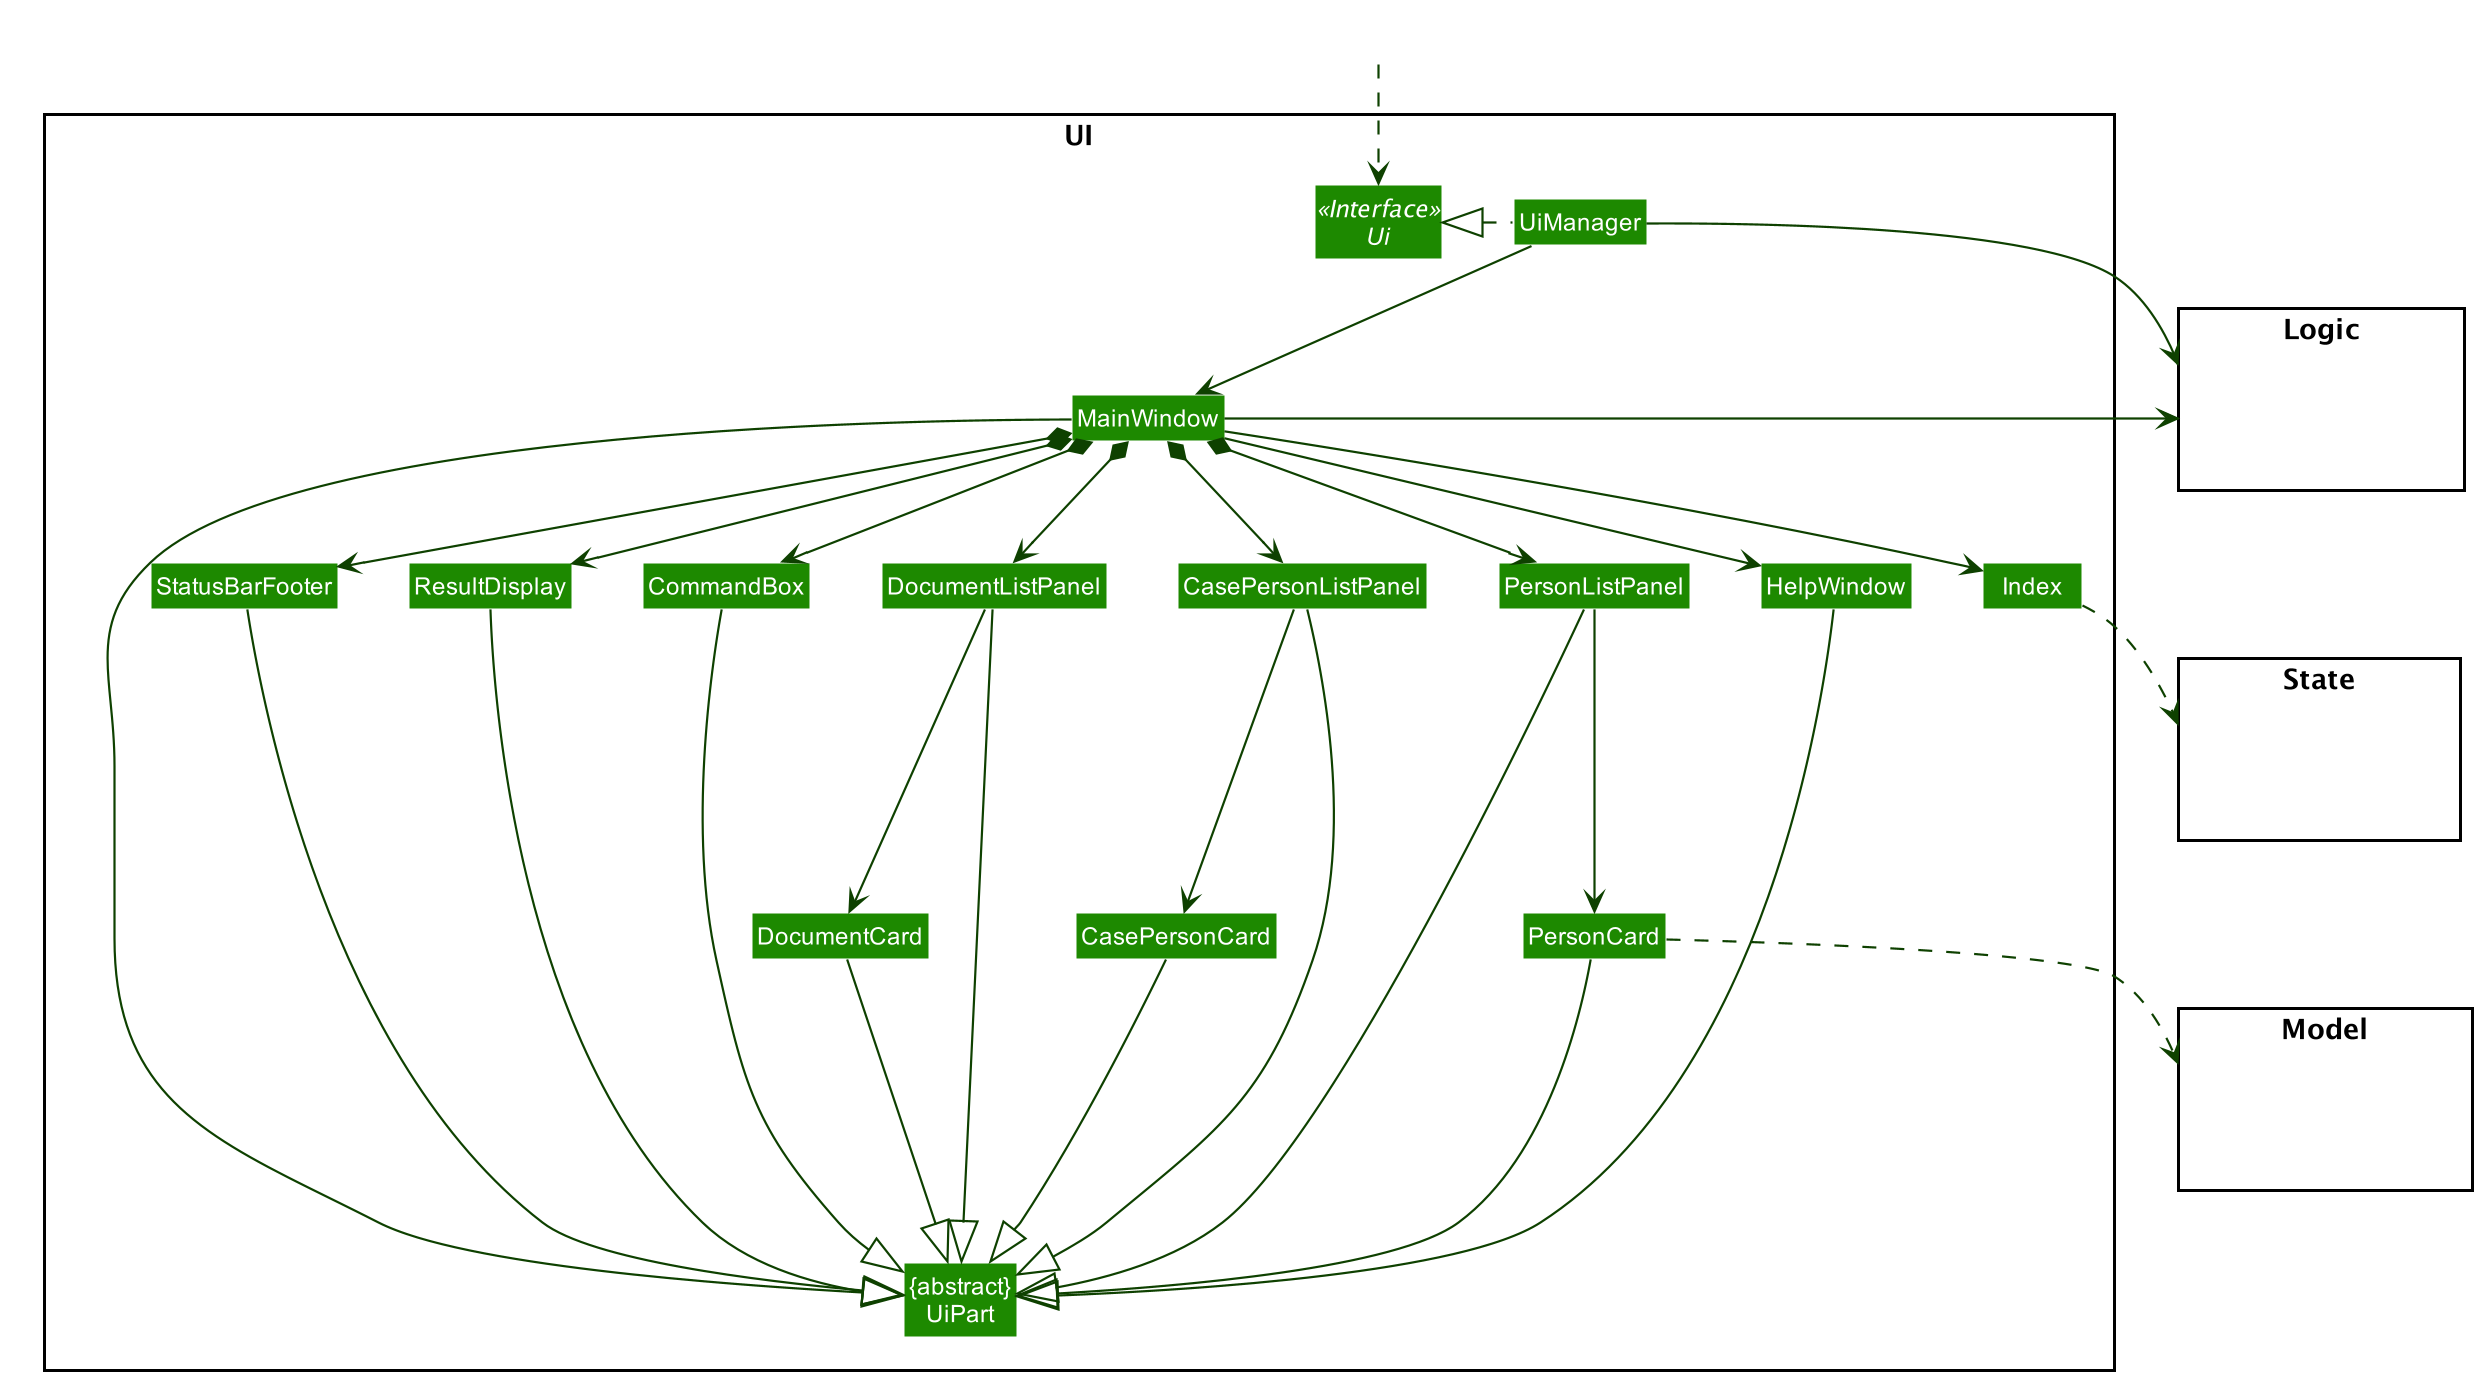 UI
«Interface»
Ui
UiManager
Logic
MainWindow
StatusBarFooter
ResultDisplay
CommandBox
DocumentListPanel
CasePersonListPanel
PersonListPanel
HelpWindow
Index
State
DocumentCard
CasePersonCard
PersonCard
Model
{abstract}
UiPart